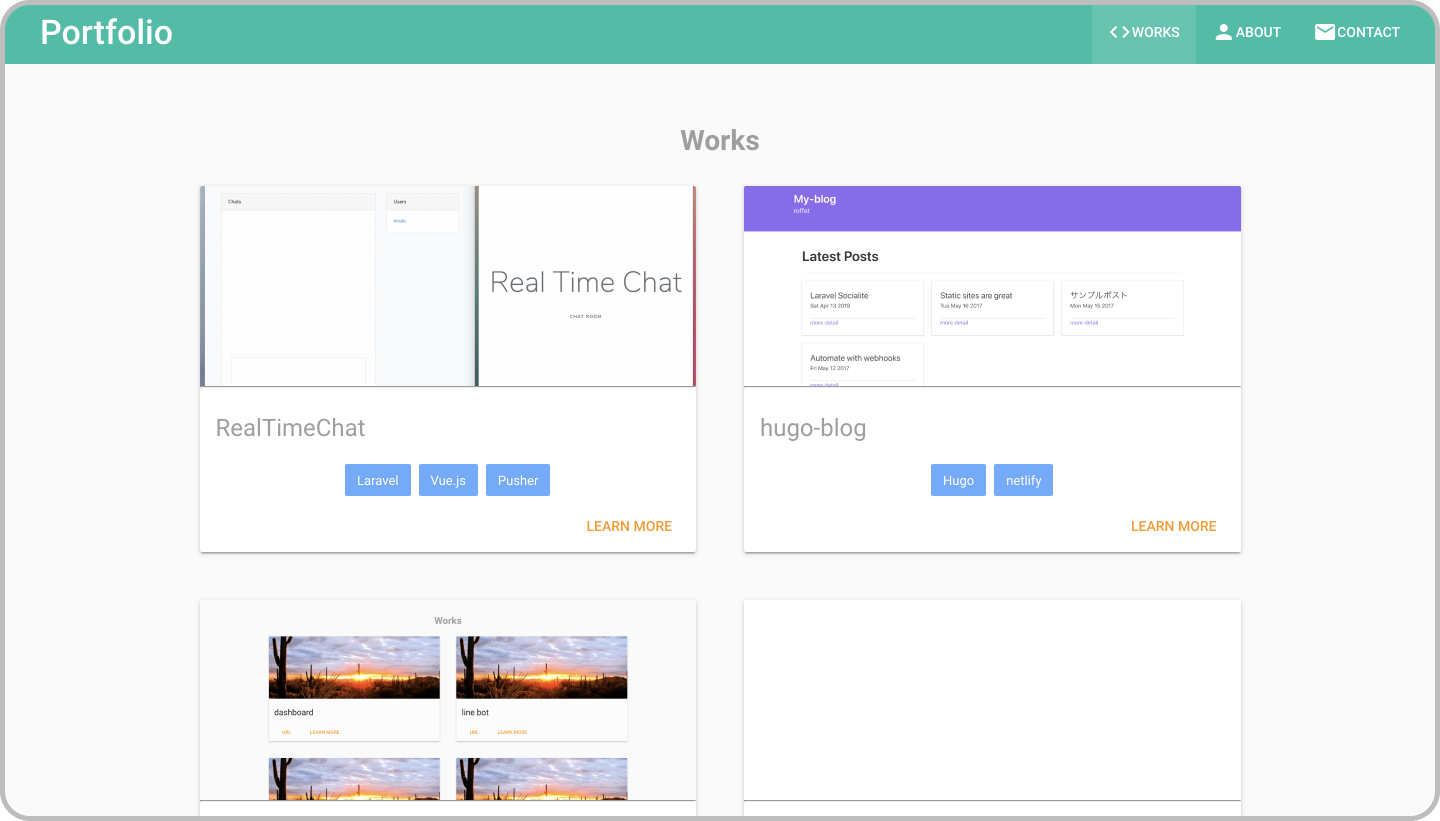 Portfolio
WORKS
ABOUT
CONTACT
Works
Chats
Users
Real Time Chat
CHAT ROOM
RealTimeChat
Laravel
Vue.js
Pusher
LEARN MORE
My-blog
roffet
Latest Posts
Laravel Socialite
Sat Apr 13 2019
more detail
Static sites are great
Tue May 16 2017
more detail
サンプルポスト
Mon May 15 2017
more detail
Automate with webhooks
Fri May 12 2017
more detail
hugo-blog
Hugo
netlify
LEARN MORE
Works
dashboard
URL LEARN MORE
line bot
URL LEARN MORE